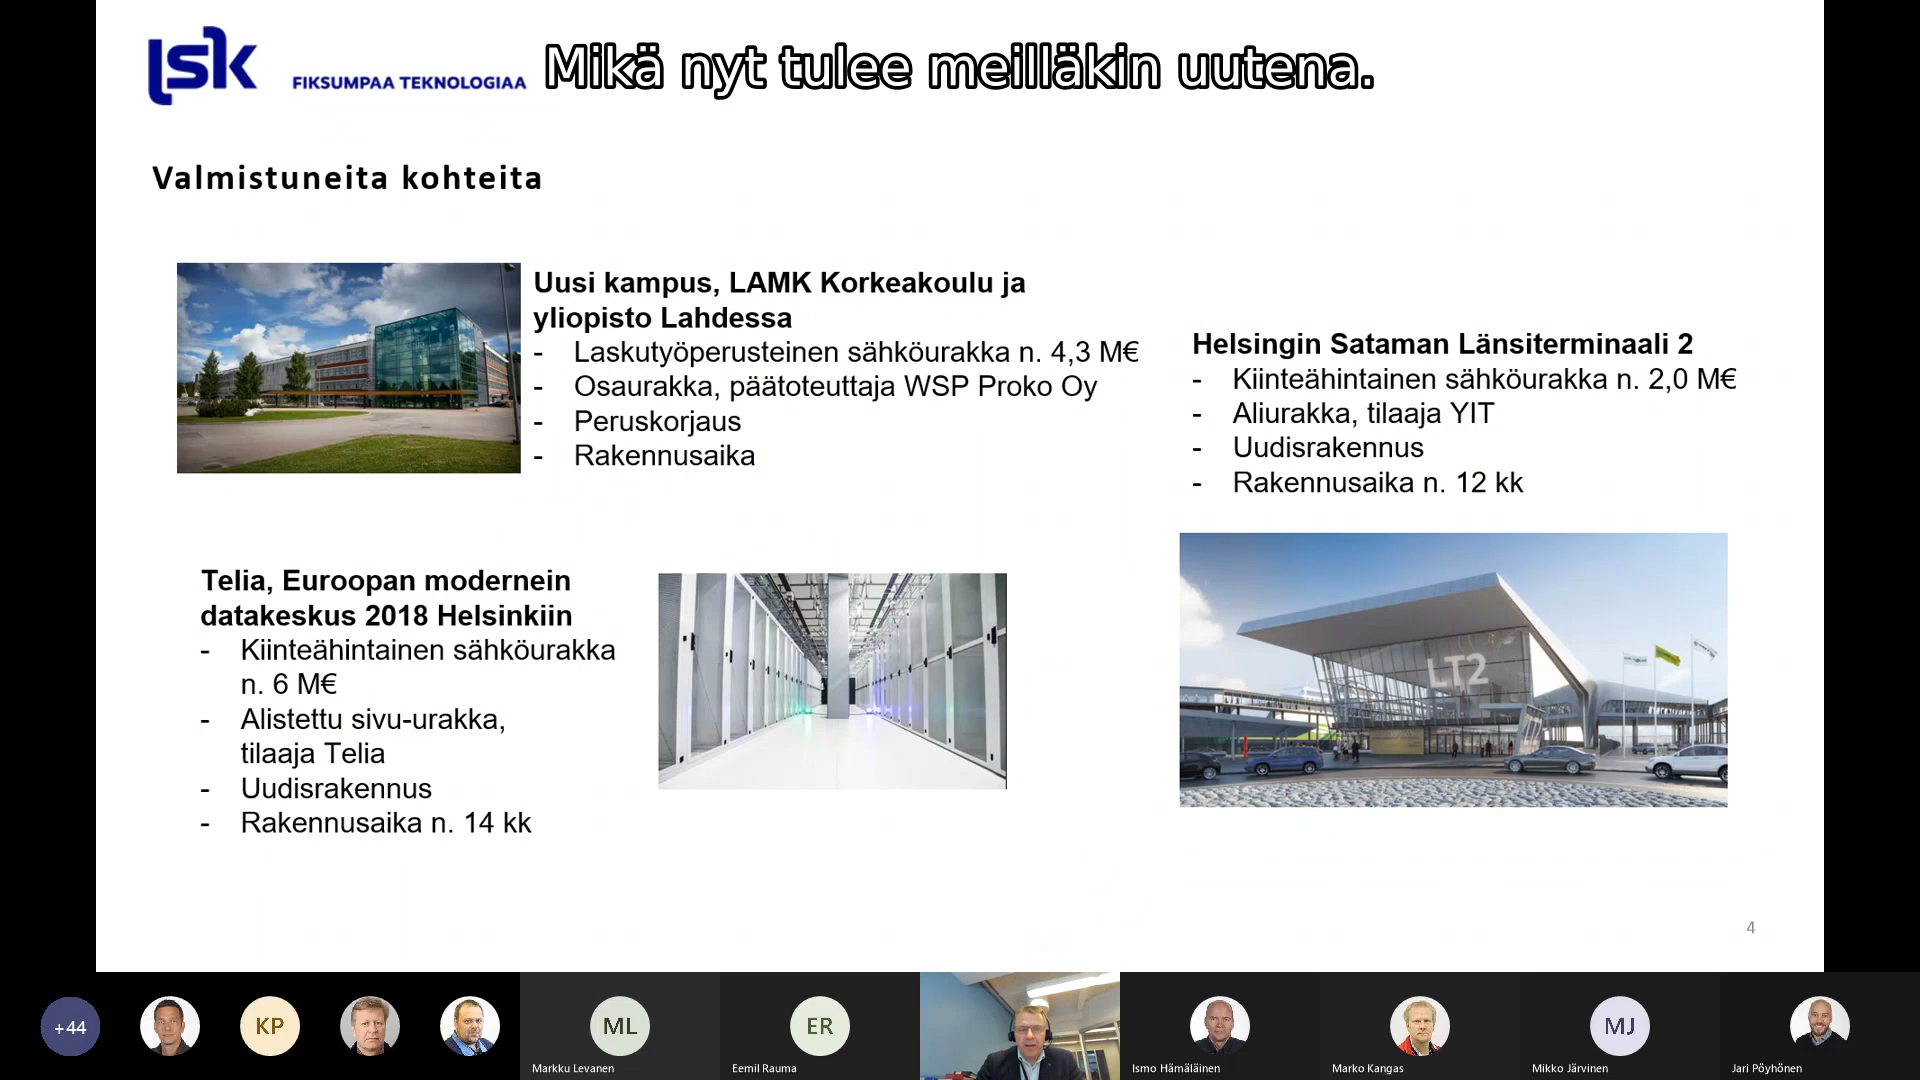 lsk
FIKSUMPAA TEKNOLOGIAA
Mikä nyt tulee meilläkin uutena.
Valmistuneita kohteita
Uusi kampus, LAMK Korkeakoulu ja
yliopisto Lahdessa
- Laskutyöperusteinen sähköurakka n. 4,3 M€
- Osaurakka, päätoteuttaja WSP Proko Oy
- Peruskorjaus
- Rakennusaika
Helsingin Sataman Länsiterminaali 2
- Kiinteähintainen sähköurakka n. 2,0 M€
- Aliurakka, tilaaja YIT
- Uudisrakennus
- Rakennusaika n. 12 kk
Telia, Euroopan modernein
datakeskus 2018 Helsinkiin
- Kiinteähintainen sähköurakka
n. 6 M€
- Alistettu sivu-urakka,
tilaaja Telia
- Uudisrakennus
- Rakennusaika n. 14 kk
LT2
4
+44
KP
ML
Markku Levanen
ER
Eemil Rauma
Ismo Hämäläinen
Marko Kangas
MJ
Mikko Järvinen
Jari Pöyhönen